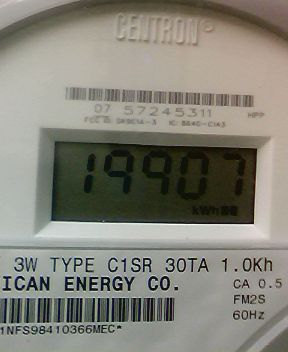 CENTRON®
07 57245311 HPP
19907
kWh
3W TYPE C1SR 30TA 1.0Kh
ICAN ENERGY CO. CA 0.5
FM2S
1NFS98410366MEC* 60Hz